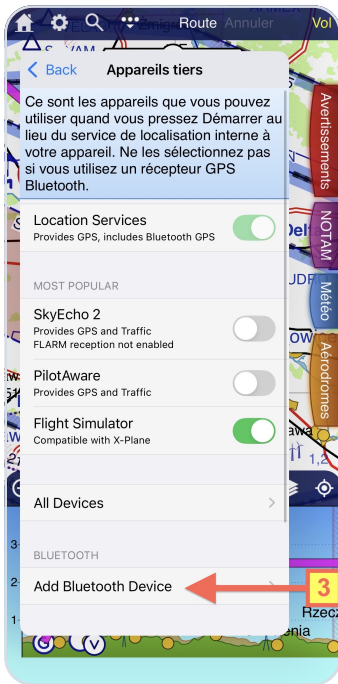 Route Annuler Vol
Back Appareils tiers
Ce sont les appareils que vous pouvez
utiliser quand vous pressez Démarrer au
lieu du service de localisation interne à
votre appareil. Ne les sélectionnez pas
si vous utilisez un récepteur GPS
Bluetooth.
Location Services
Provides GPS, includes Bluetooth GPS
MOST POPULAR
SkyEcho 2
Provides GPS and Traffic
FLARM reception not enabled
PilotAware
Provides GPS and Traffic
Flight Simulator
Compatible with X-Plane
All Devices
BLUETOOTH
Add Bluetooth Device
3
Avertissements
NOTAM
Météo
Aérodromes
3
2
1